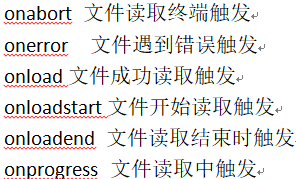 onabort 文件读取终端触发
onerror 文件遇到错误触发
onload 文件成功读取触发
onloadstart 文件开始读取触发
onloadend 文件读取结束时触发
onprogress 文件读取中触发